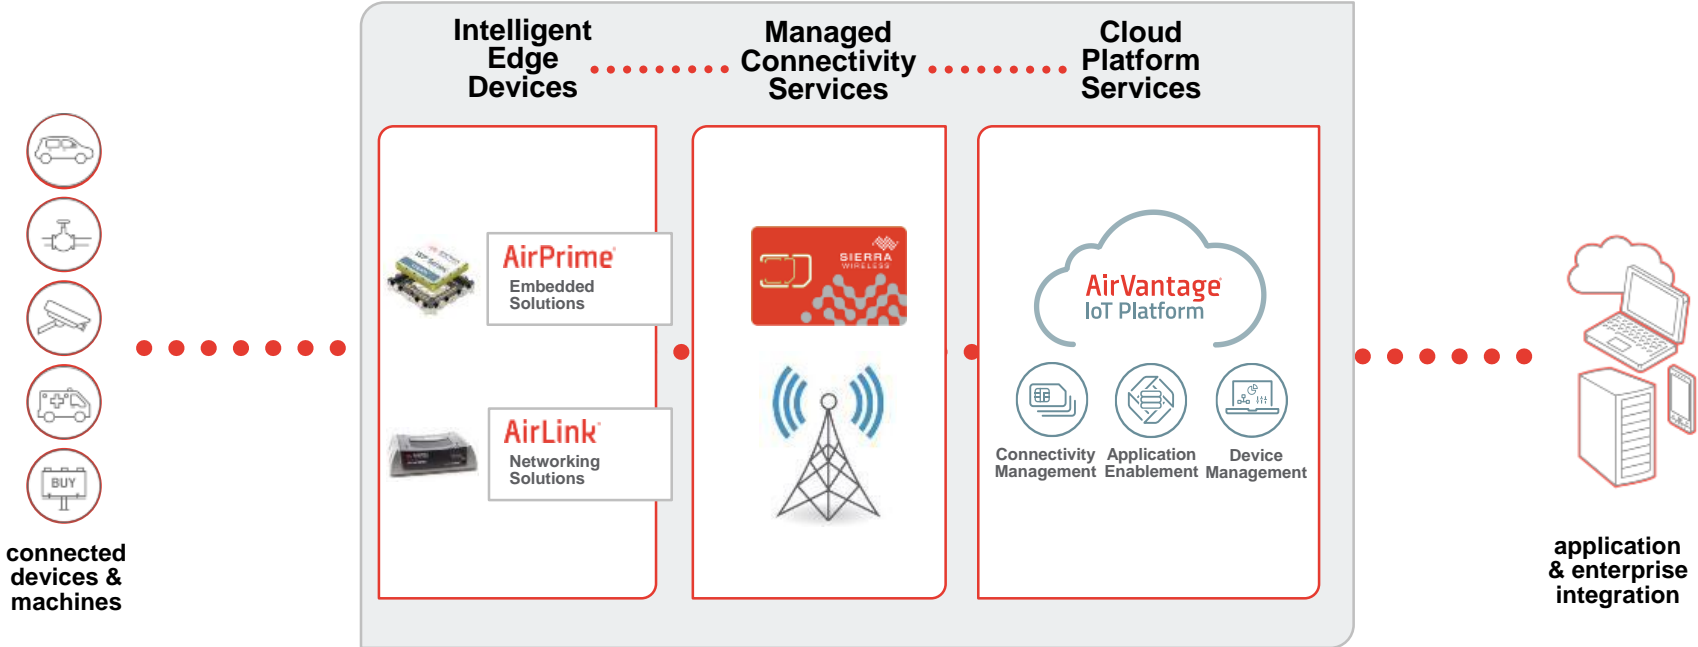 Intelligent
Edge
Devices
Managed
Connectivity
Services
Cloud
Platform
Services
BUY
connected
devices &
machines
AirPrime
Embedded
Solutions
AirLink
Networking
Solutions
SIERRA
WIRELESS
AirVantage
IoT Platform
Connectivity
Management
Application
Enablement
Device
Management
application
& enterprise
integration